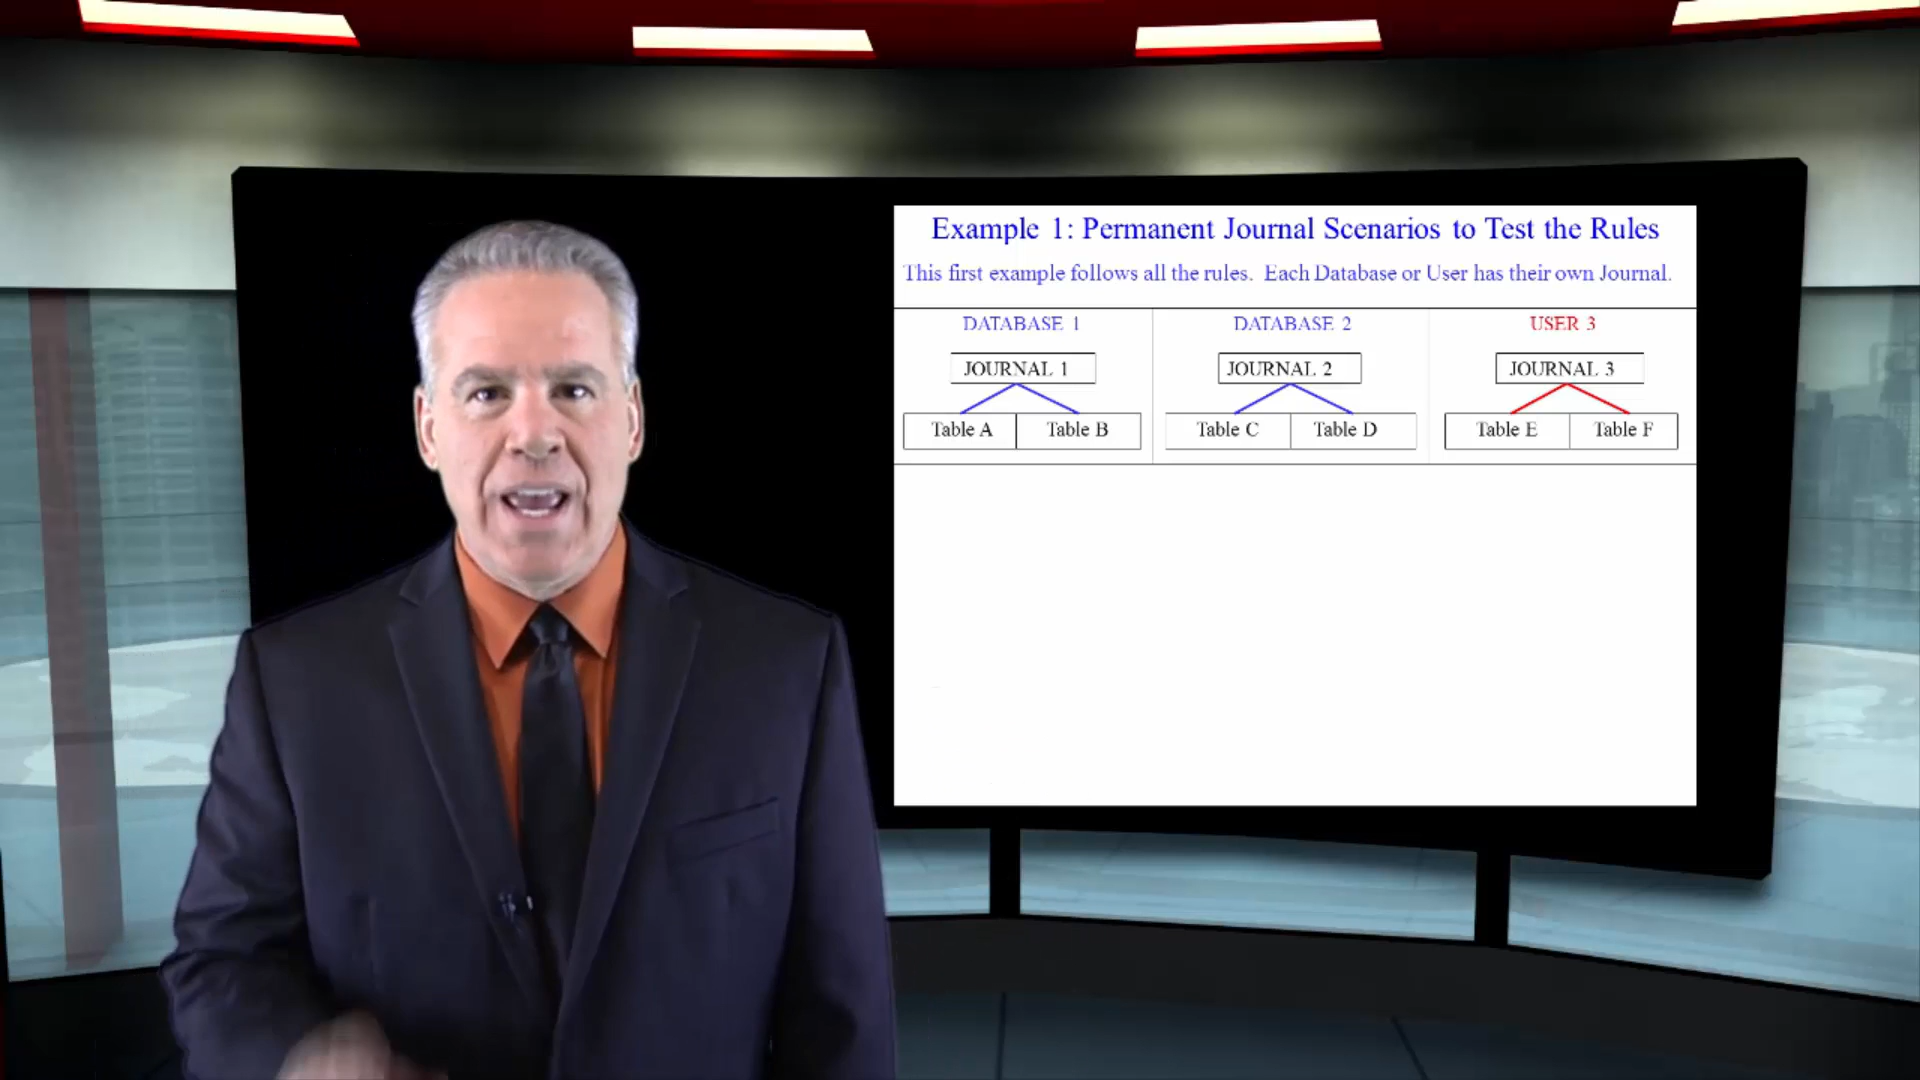 Example 1: Permanent Journal Scenarios to Test the Rules
This first example follows all the rules. Each Database or User has their own Journal.
DATABASE 1 DATABASE 2 USER 3
JOURNAL 1 JOURNAL 2 JOURNAL 3
Table A Table B Table C Table D Table E Table F